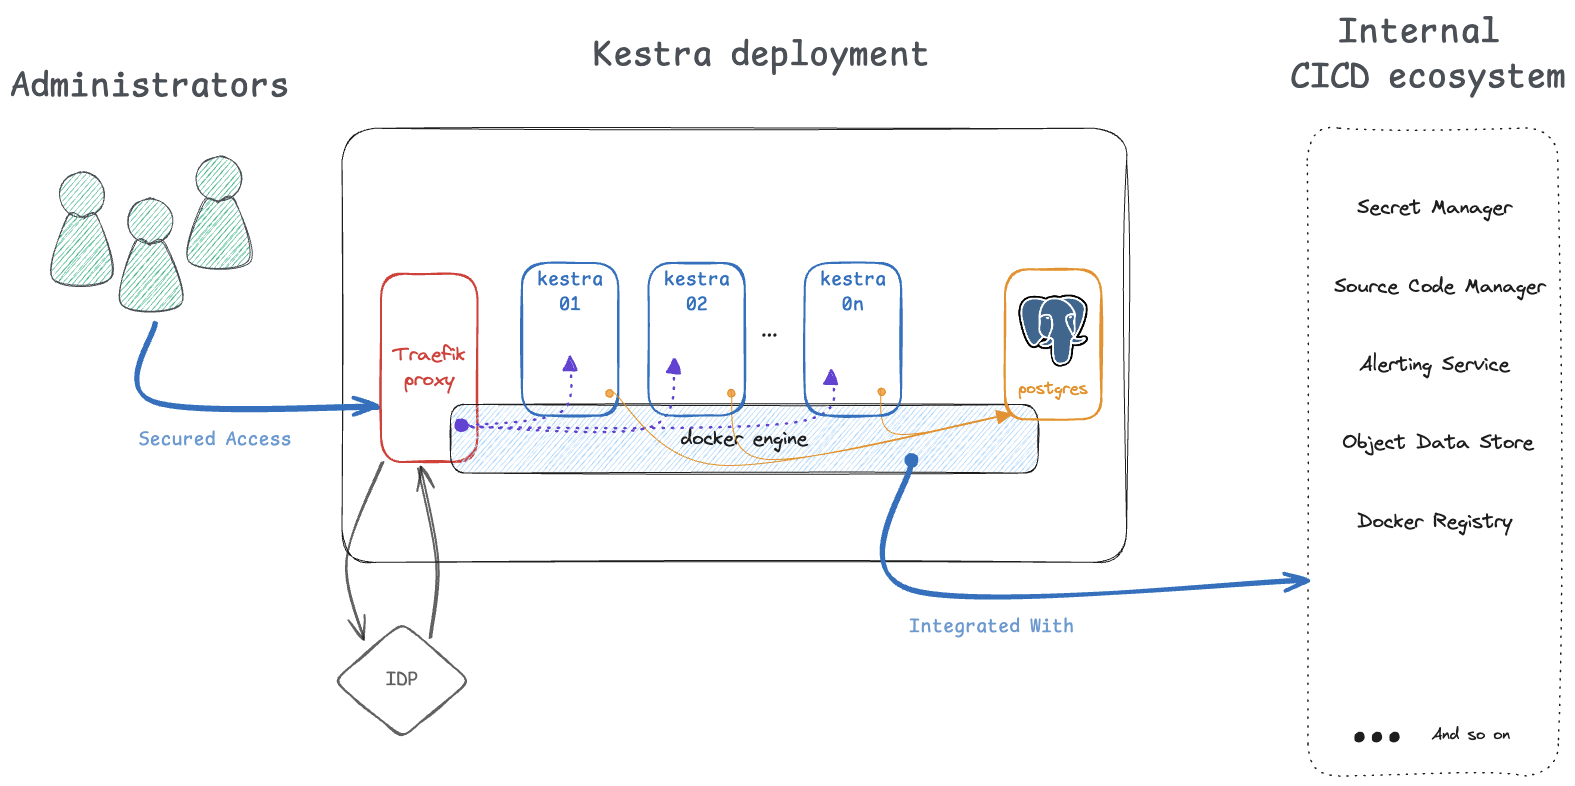 Administrators
Kestra deployment
Internal
CICD ecosystem
kestra
01
kestra
02
...
kestra
0n
Traefik
proxy
postgres
docker engine
Secured Access
IDP
Integrated With
Secret Manager
Source Code Manager
Alerting Service
Object Data Store
Docker Registry
And so on